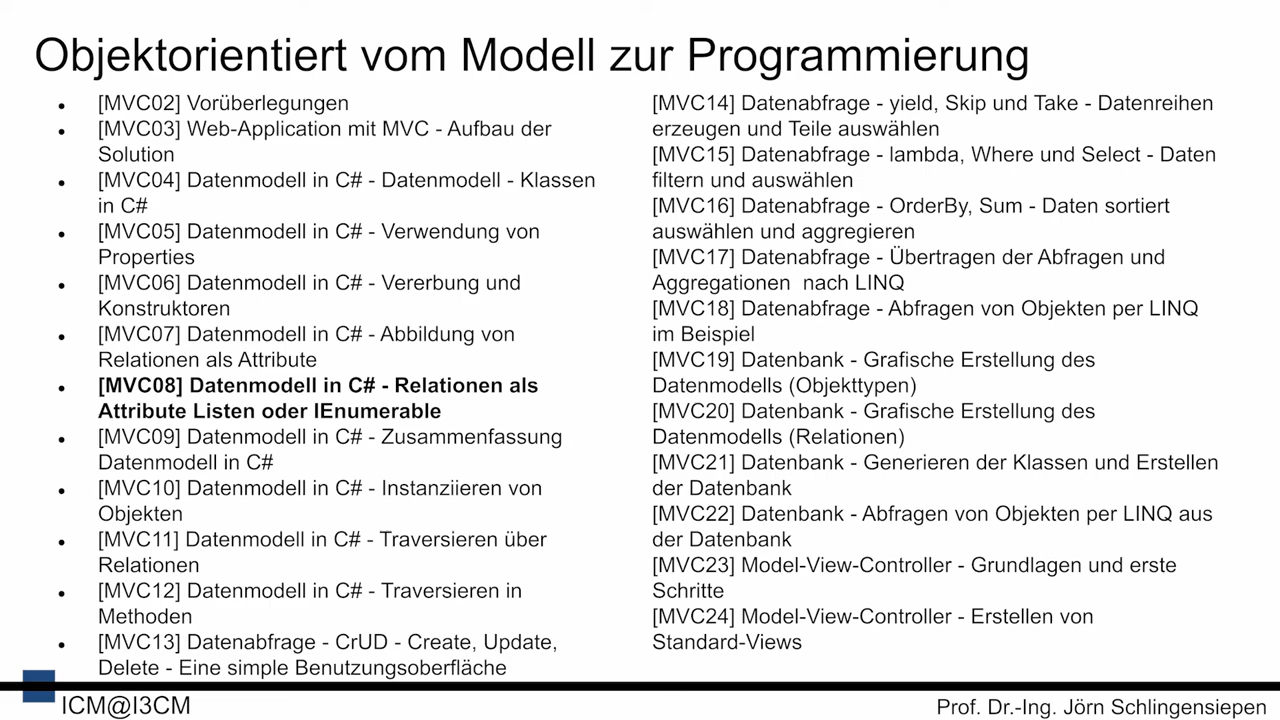 Objektorientiert vom Modell zur Programmierung
[MVC02] Vorüberlegungen
[MVC03] Web-Application mit MVC - Aufbau der
Solution
[MVC04] Datenmodell in C# - Datenmodell - Klassen
in C#
[MVC05] Datenmodell in C# - Verwendung von
Properties
[MVC06] Datenmodell in C# - Vererbung und
Konstruktoren
[MVC07] Datenmodell in C# - Abbildung von
Relationen als Attribute
[MVC08] Datenmodell in C# - Relationen als
Attribute Listen oder IEnumerable
[MVC09] Datenmodell in C# - Zusammenfassung
Datenmodell in C#
[MVC10] Datenmodell in C# - Instanziieren von
Objekten
[MVC11] Datenmodell in C# - Traversieren über
Relationen
[MVC12] Datenmodell in C# - Traversieren in
Methoden
[MVC13] Datenabfrage - CrUD - Create, Update,
Delete - Eine simple Benutzungsoberfläche
[MVC14] Datenabfrage - yield, Skip und Take - Datenreihen
erzeugen und Teile auswählen
[MVC15] Datenabfrage - lambda, Where und Select - Daten
filtern und auswählen
[MVC16] Datenabfrage - OrderBy, Sum - Daten sortiert
auswählen und aggregieren
[MVC17] Datenabfrage - Übertragen der Abfragen und
Aggregationen  nach LINQ
[MVC18] Datenabfrage - Abfragen von Objekten per LINQ
im Beispiel
[MVC19] Datenbank - Grafische Erstellung des
Datenmodells (Objekttypen)
[MVC20] Datenbank - Grafische Erstellung des
Datenmodells (Relationen)
[MVC21] Datenbank - Generieren der Klassen und Erstellen
der Datenbank
[MVC22] Datenbank - Abfragen von Objekten per LINQ aus
der Datenbank
[MVC23] Model-View-Controller - Grundlagen und erste
Schritte
[MVC24] Model-View-Controller - Erstellen von
Standard-Views
ICM@I3CM
Prof. Dr.-Ing. Jörn Schlingensiepen